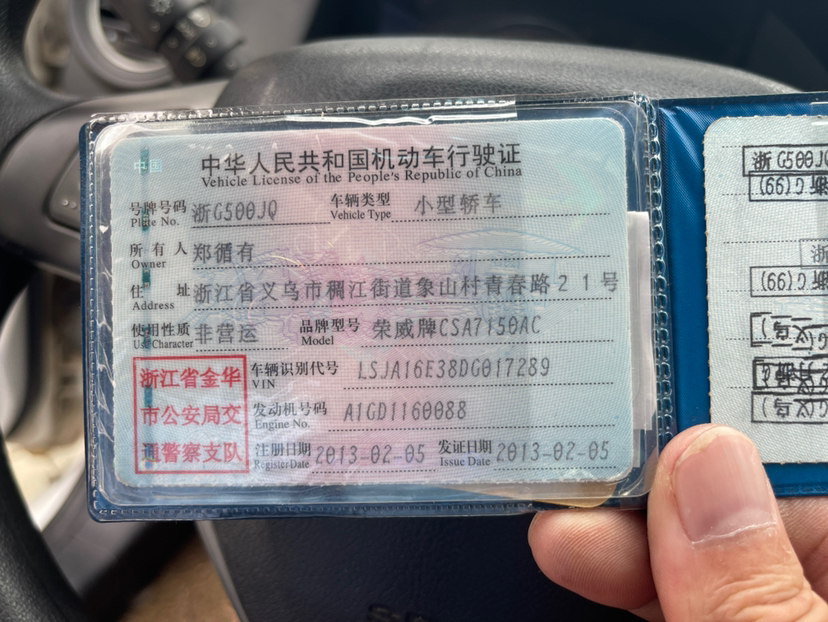 中国
中华人民共和国机动车行驶证
Vehicle License of the People's Republic of China
号牌号码 浙G500JQ 车辆类型 小型轿车
Plate No. Vehicle Type
所有人 郑循有
Owner
住址 浙江省义乌市稠江街道象山村青春路21号
Address
使用性质 非营运 品牌型号 荣威牌CSA7150AC
Use Character Model
浙江省金华
市公安局交
通警察支队
车辆识别代号 LSJA16E38DG017289
VIN
发动机号码 A1GD1160088
Engine No.
注册日期 2013-02-05 发证日期 2013-02-05
Register Date Issue Date
浙G500JQ